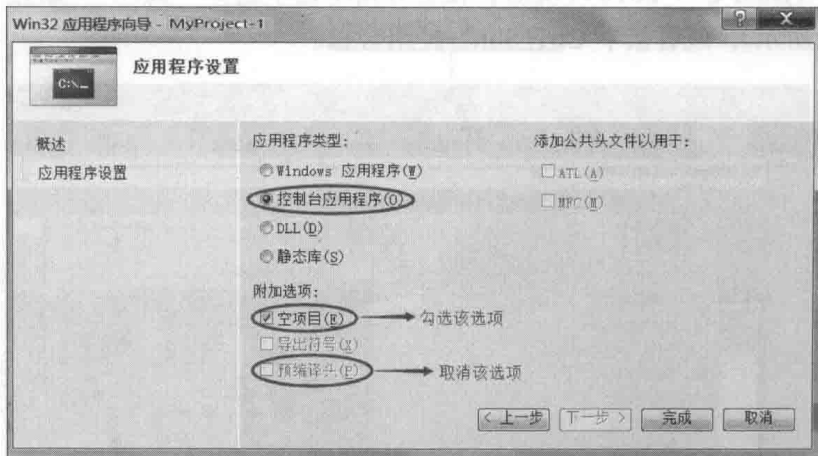 Win32 应用程序向导 - MyProject-1
C:\_
应用程序设置
概述
应用程序设置
应用程序类型:
Windows 应用程序(W)
控制台应用程序(O)
DLL(D)
静态库(S)
附加选项:
空项目(E)
勾选该选项
导出符号(X)
预编译头(P)
取消该选项
添加公共头文件以用于:
ATL(A)
MFC(M)
< 上一步
下一步 >
完成
取消